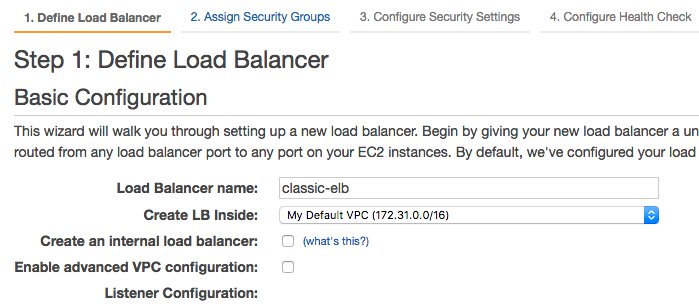 1. Define Load Balancer 2. Assign Security Groups 3. Configure Security Settings 4. Configure Health Check
Step 1: Define Load Balancer
Basic Configuration
This wizard will walk you through setting up a new load balancer. Begin by giving your new load balancer a un
routed from any load balancer port to any port on your EC2 instances. By default, we've configured your load
Load Balancer name: classic-elb
Create LB Inside: My Default VPC (172.31.0.0/16)
Create an internal load balancer: (what's this?)
Enable advanced VPC configuration:
Listener Configuration: